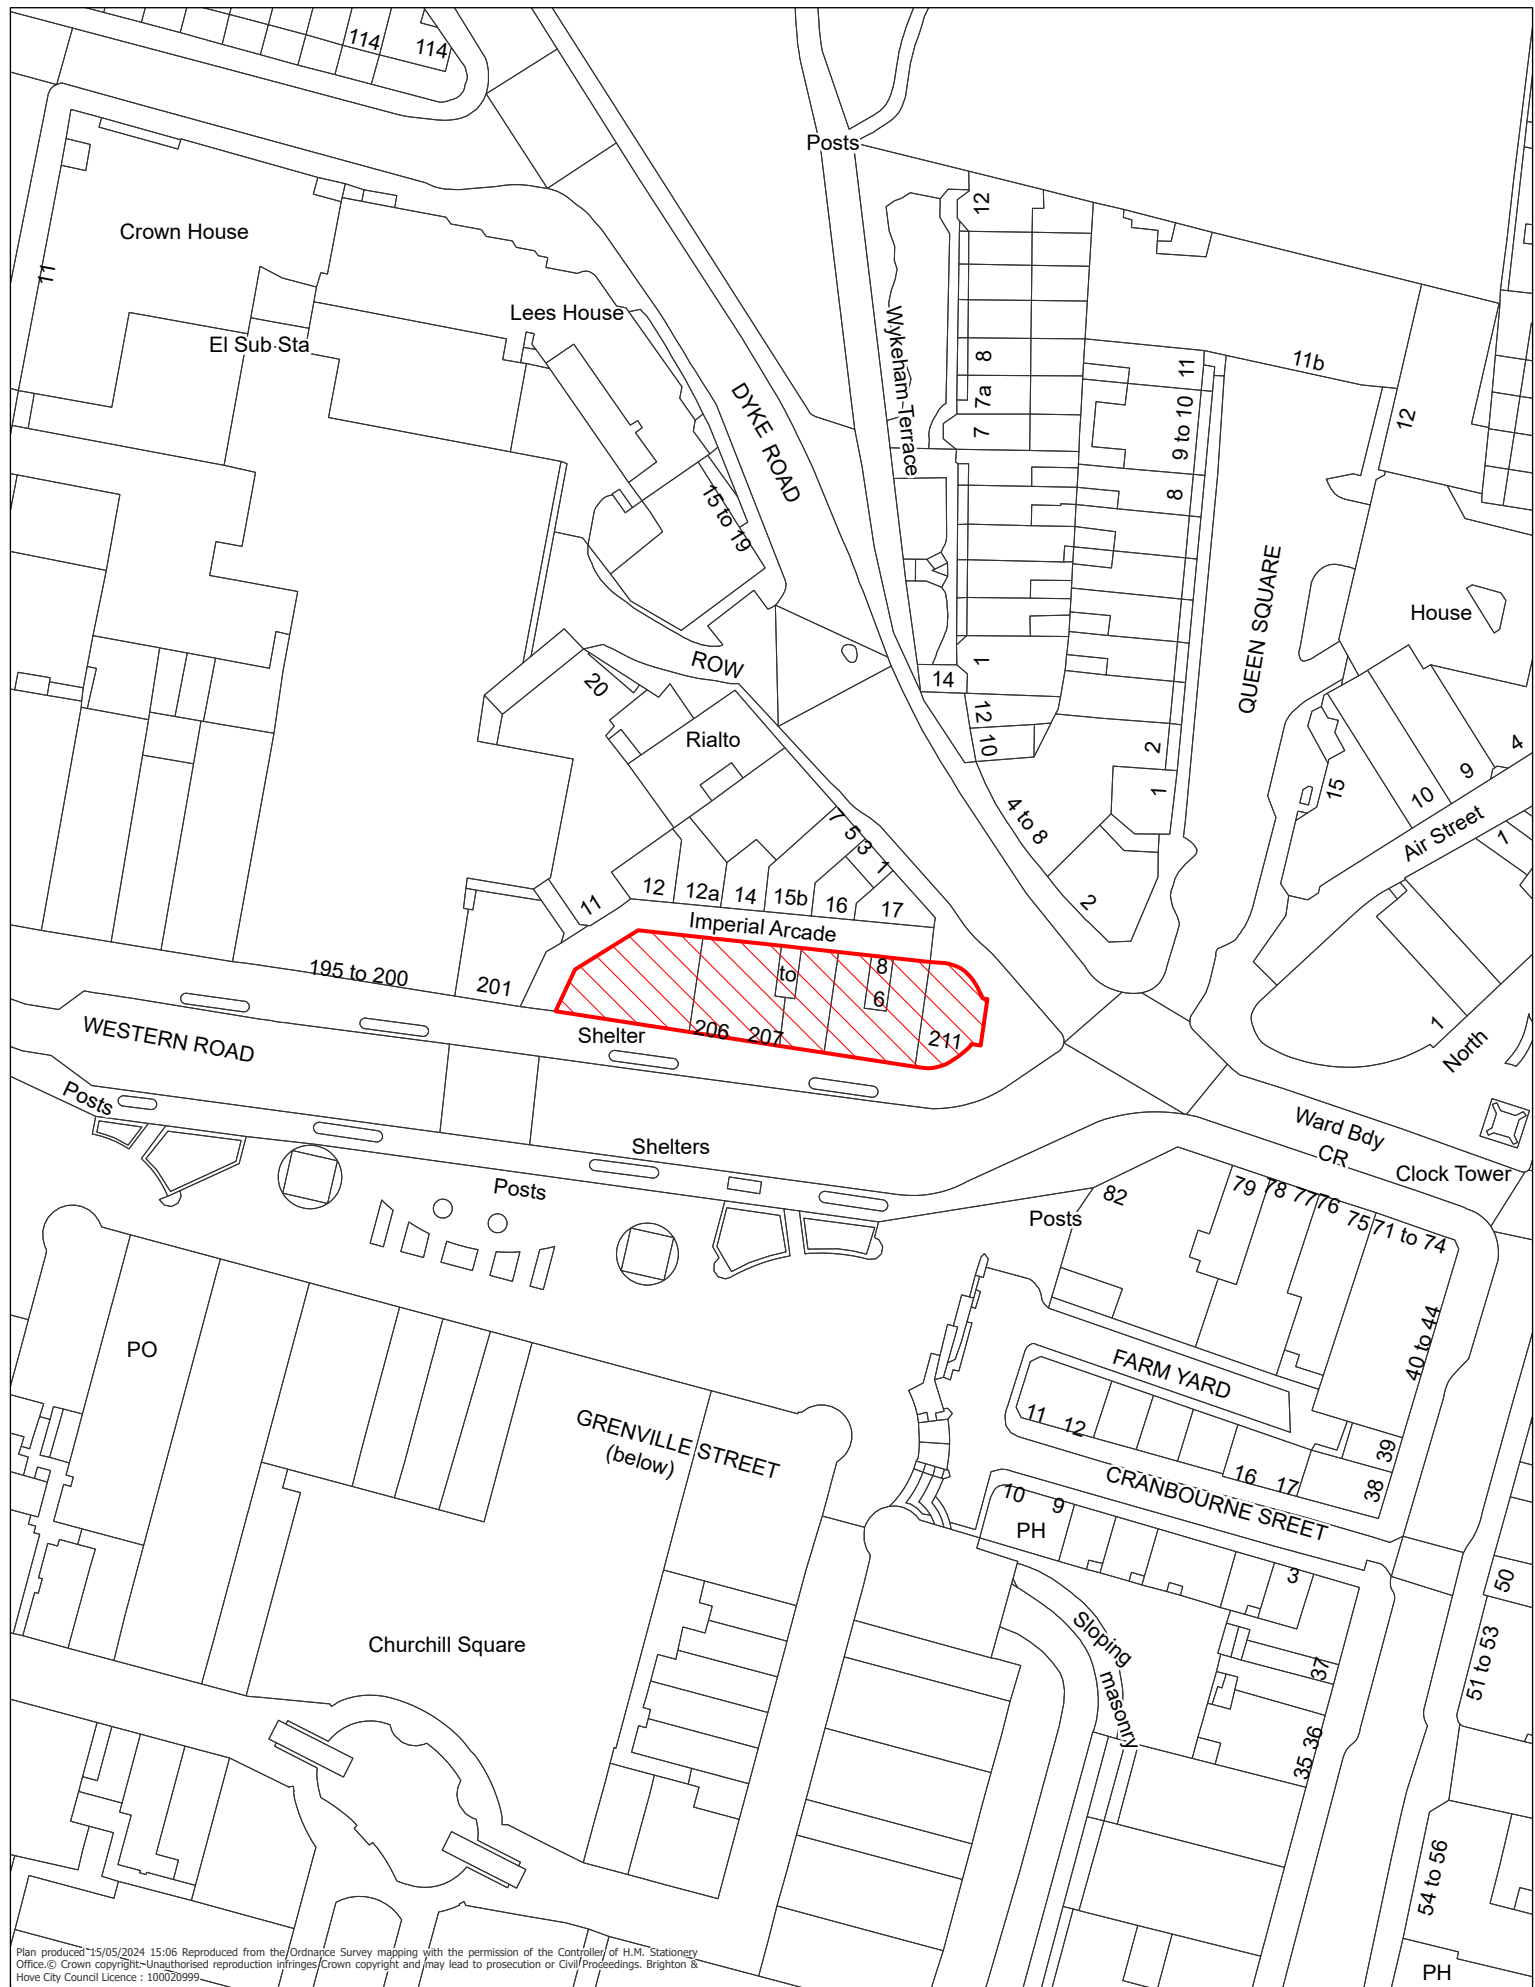 114
114
Posts
12
Crown House
11
Lees House
El Sub Sta
Wykeham Terrace
8
7a
7
11
9 to 10
8
11b
12
DYKE ROAD
15 to 19
QUEEN SQUARE
House
ROW
20
1
14
12
10
Rialto
2
1
4 to 8
2
15
10
9
4
Air Street
1
7
5
3
1
11
12
12a
14
15b
16
17
Imperial Arcade
195 to 200
201
to
8
6
206
207
211
Shelter
WESTERN ROAD
1
North
Posts
Shelters
Ward Bdy
CR
Clock Tower
Posts
Posts
82
79
78
77
76
75
71 to 74
40 to 44
PO
FARM YARD
GRENVILLE STREET
(below)
11
12
16
17
39
38
CRANBOURNE SREET
10
9
PH
3
50
Churchill Square
Sloping
masonry
37
51 to 53
36
35
54 to 56
PH
Plan produced 15/05/2024 15:06 Reproduced from the Ordnance Survey mapping with the permission of the Controller of H.M. Stationery
Office.© Crown copyright. Unauthorised reproduction infringes Crown copyright and may lead to prosecution or Civil Proceedings. Brighton &
Hove City Council Licence : 100020999